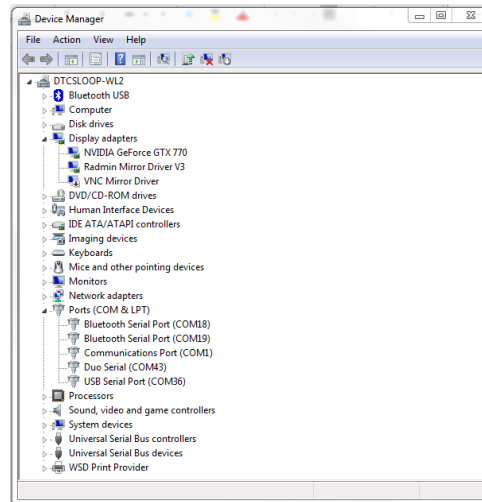 Device Manager
File Action View Help
DTCSLOOP-WL2
Bluetooth USB
Computer
Disk drives
Display adapters
NVIDIA GeForce GTX 770
Radmin Mirror Driver V3
VNC Mirror Driver
DVD/CD-ROM drives
Human Interface Devices
IDE ATA/ATAPI controllers
Imaging devices
Keyboards
Mice and other pointing devices
Monitors
Network adapters
Ports (COM & LPT)
Bluetooth Serial Port (COM18)
Bluetooth Serial Port (COM19)
Communications Port (COM1)
Duo Serial (COM43)
USB Serial Port (COM36)
Processors
Sound, video and game controllers
System devices
Universal Serial Bus controllers
Universal Serial Bus devices
WSD Print Provider